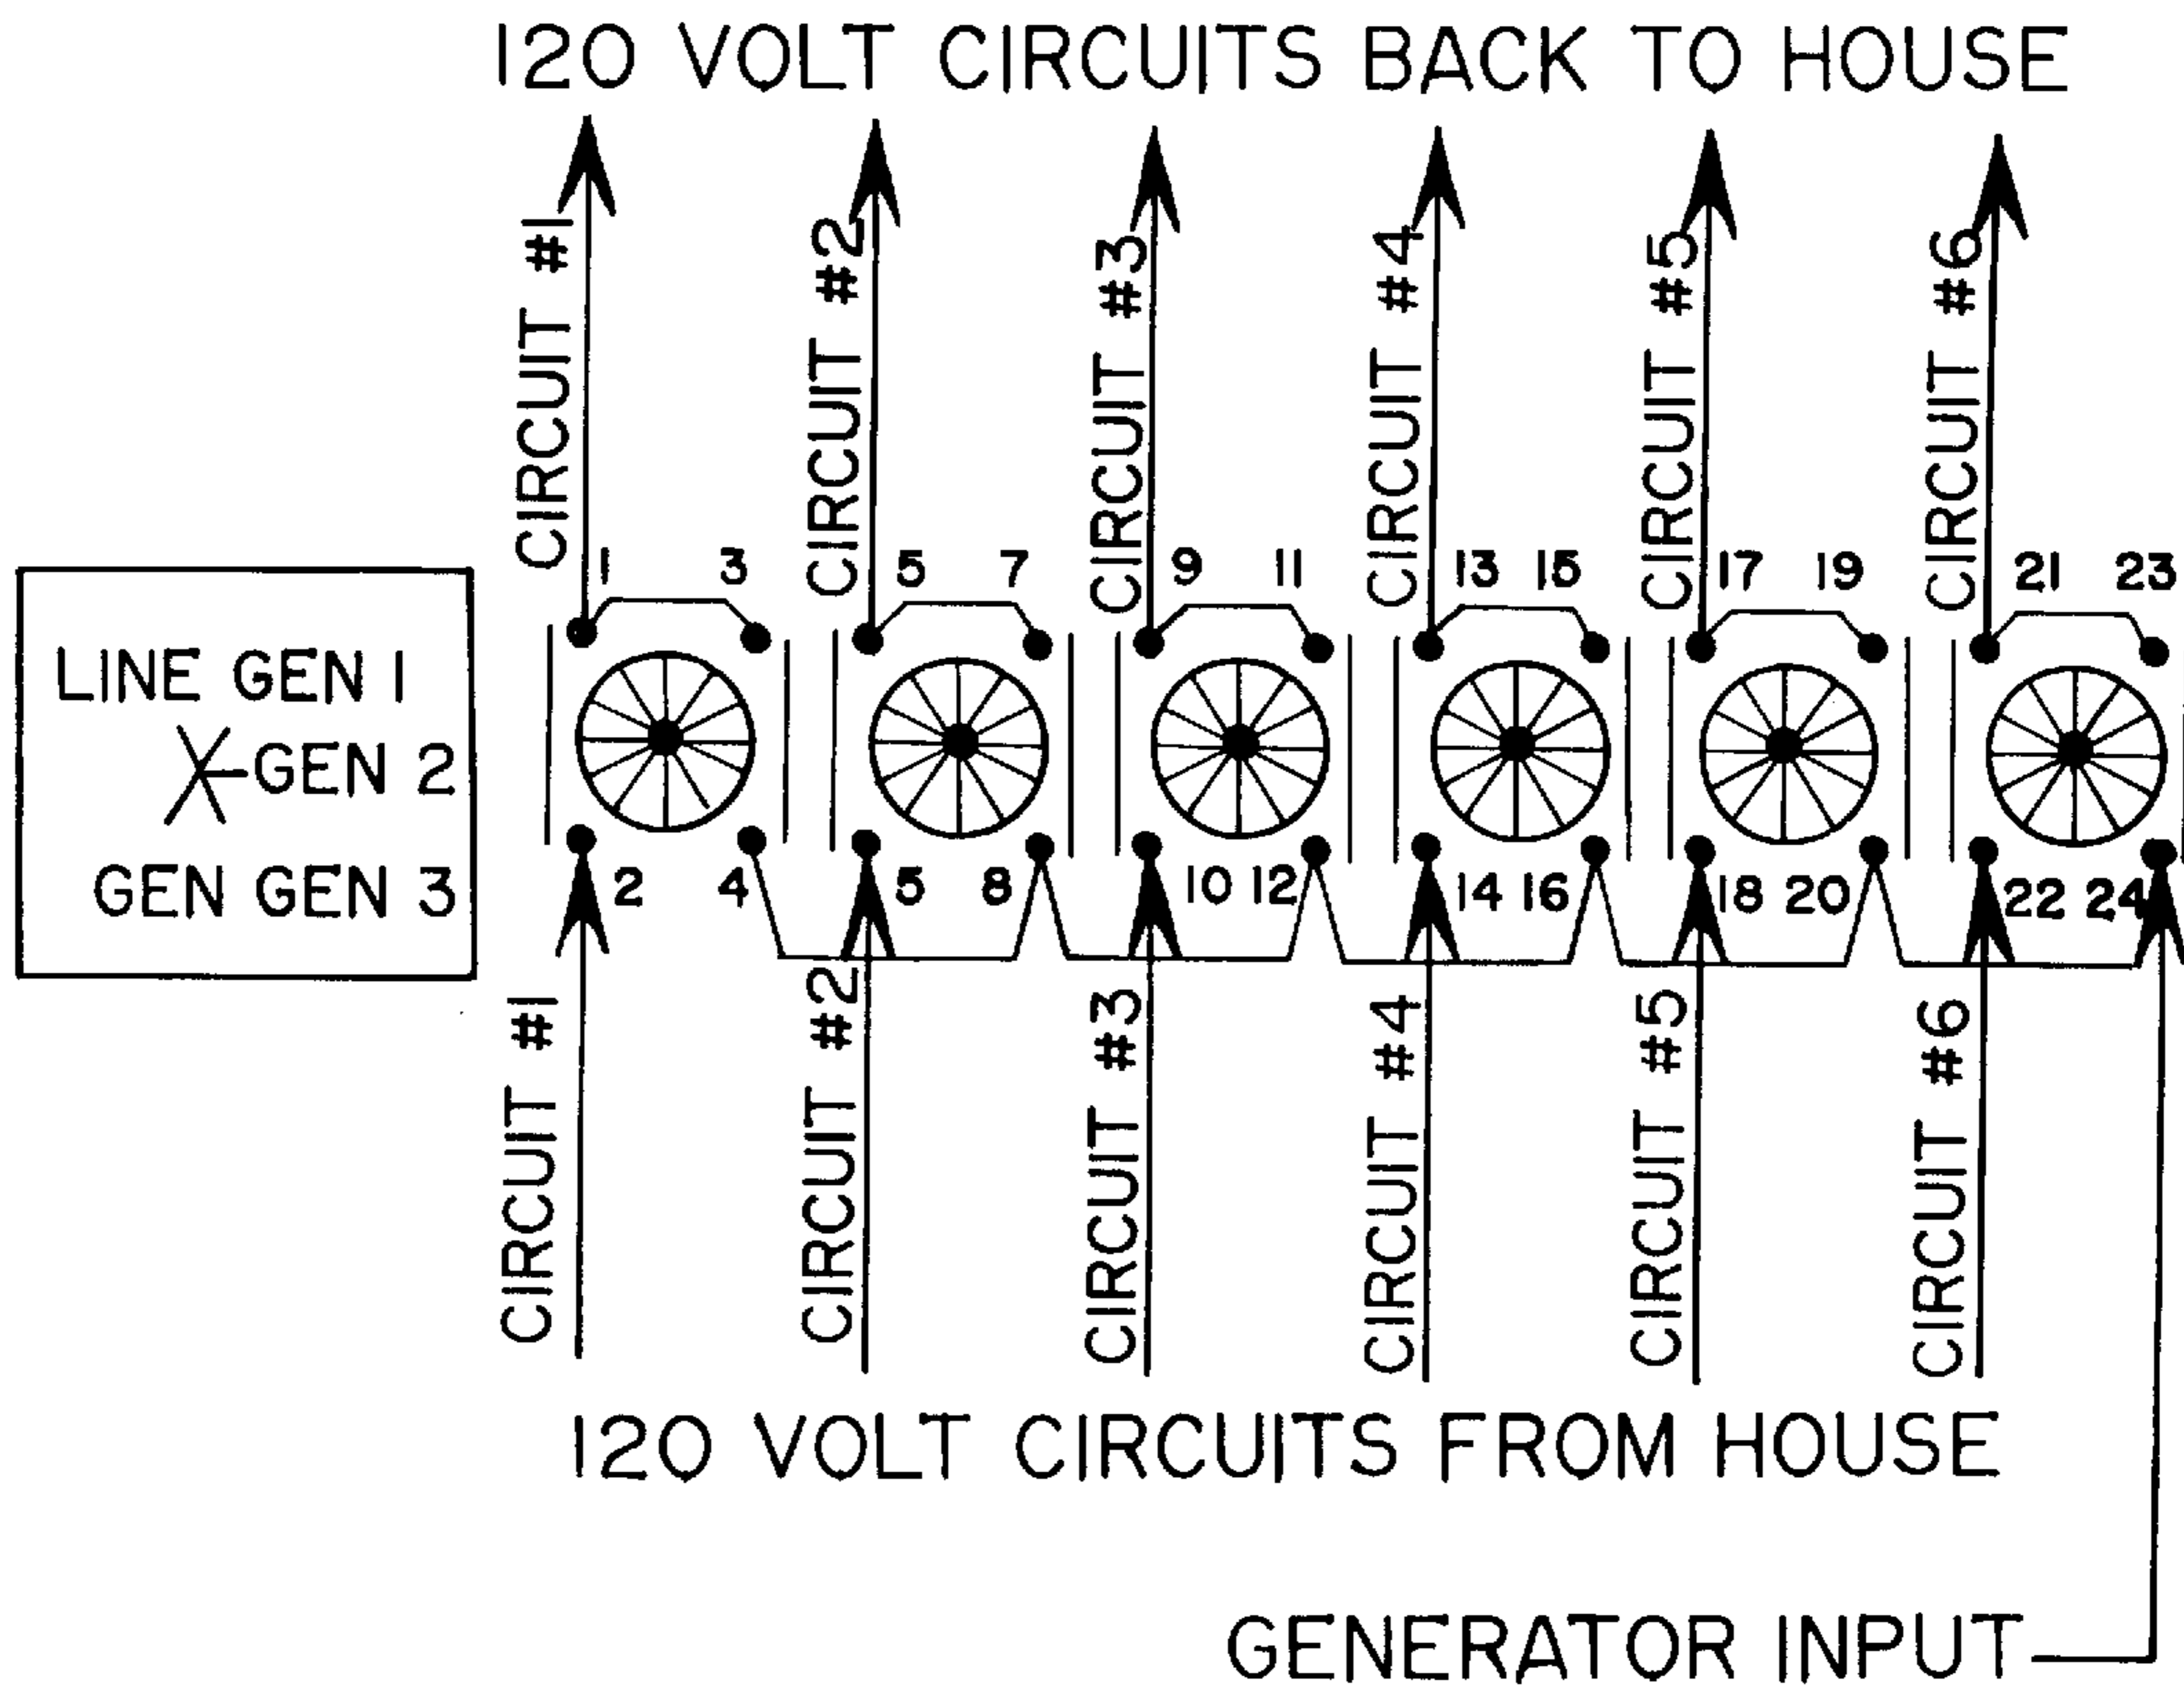 120 VOLT CIRCUITS BACK TO HOUSE
CIRCUIT #1
CIRCUIT #2
CIRCUIT #3
CIRCUIT #4
CIRCUIT #5
CIRCUIT #6
1 3 5 7 9 11 13 15 17 19 21 23
LINE GEN 1
GEN 2
GEN GEN 3
2 4 5 8 10 12 14 16 18 20 22 24
CIRCUIT #1
CIRCUIT #2
CIRCUIT #3
CIRCUIT #4
CIRCUIT #5
CIRCUIT #6
120 VOLT CIRCUITS FROM HOUSE
GENERATOR INPUT